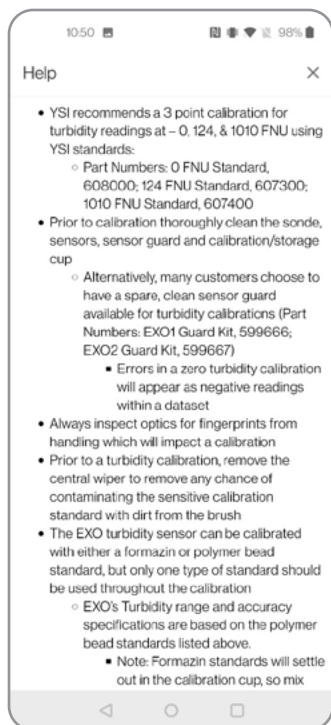 10:50 98%
Help ×
• YSI recommends a 3 point calibration for
turbidity readings at – 0, 124, & 1010 FNU using
YSI standards:
○ Part Numbers: 0 FNU Standard,
608000; 124 FNU Standard, 607300;
1010 FNU Standard, 607400
• Prior to calibration thoroughly clean the sonde,
sensors, sensor guard and calibration/storage
cup
○ Alternatively, many customers choose to
have a spare, clean sensor guard
available for turbidity calibrations (Part
Numbers: EXO1 Guard Kit, 599666;
EXO2 Guard Kit, 599667)
▪ Errors in a zero turbidity calibration
will appear as negative readings
within a dataset
• Always inspect optics for fingerprints from
handling which will impact a calibration
• Prior to a turbidity calibration, remove the
central wiper to remove any chance of
contaminating the sensitive calibration
standard with dirt from the brush
• The EXO turbidity sensor can be calibrated
with either a formazin or polymer bead
standard, but only one type of standard should
be used throughout the calibration
○ EXO's Turbidity range and accuracy
specifications are based on the polymer
bead standards listed above.
▪ Note: Formazin standards will settle
out in the calibration cup, so mix